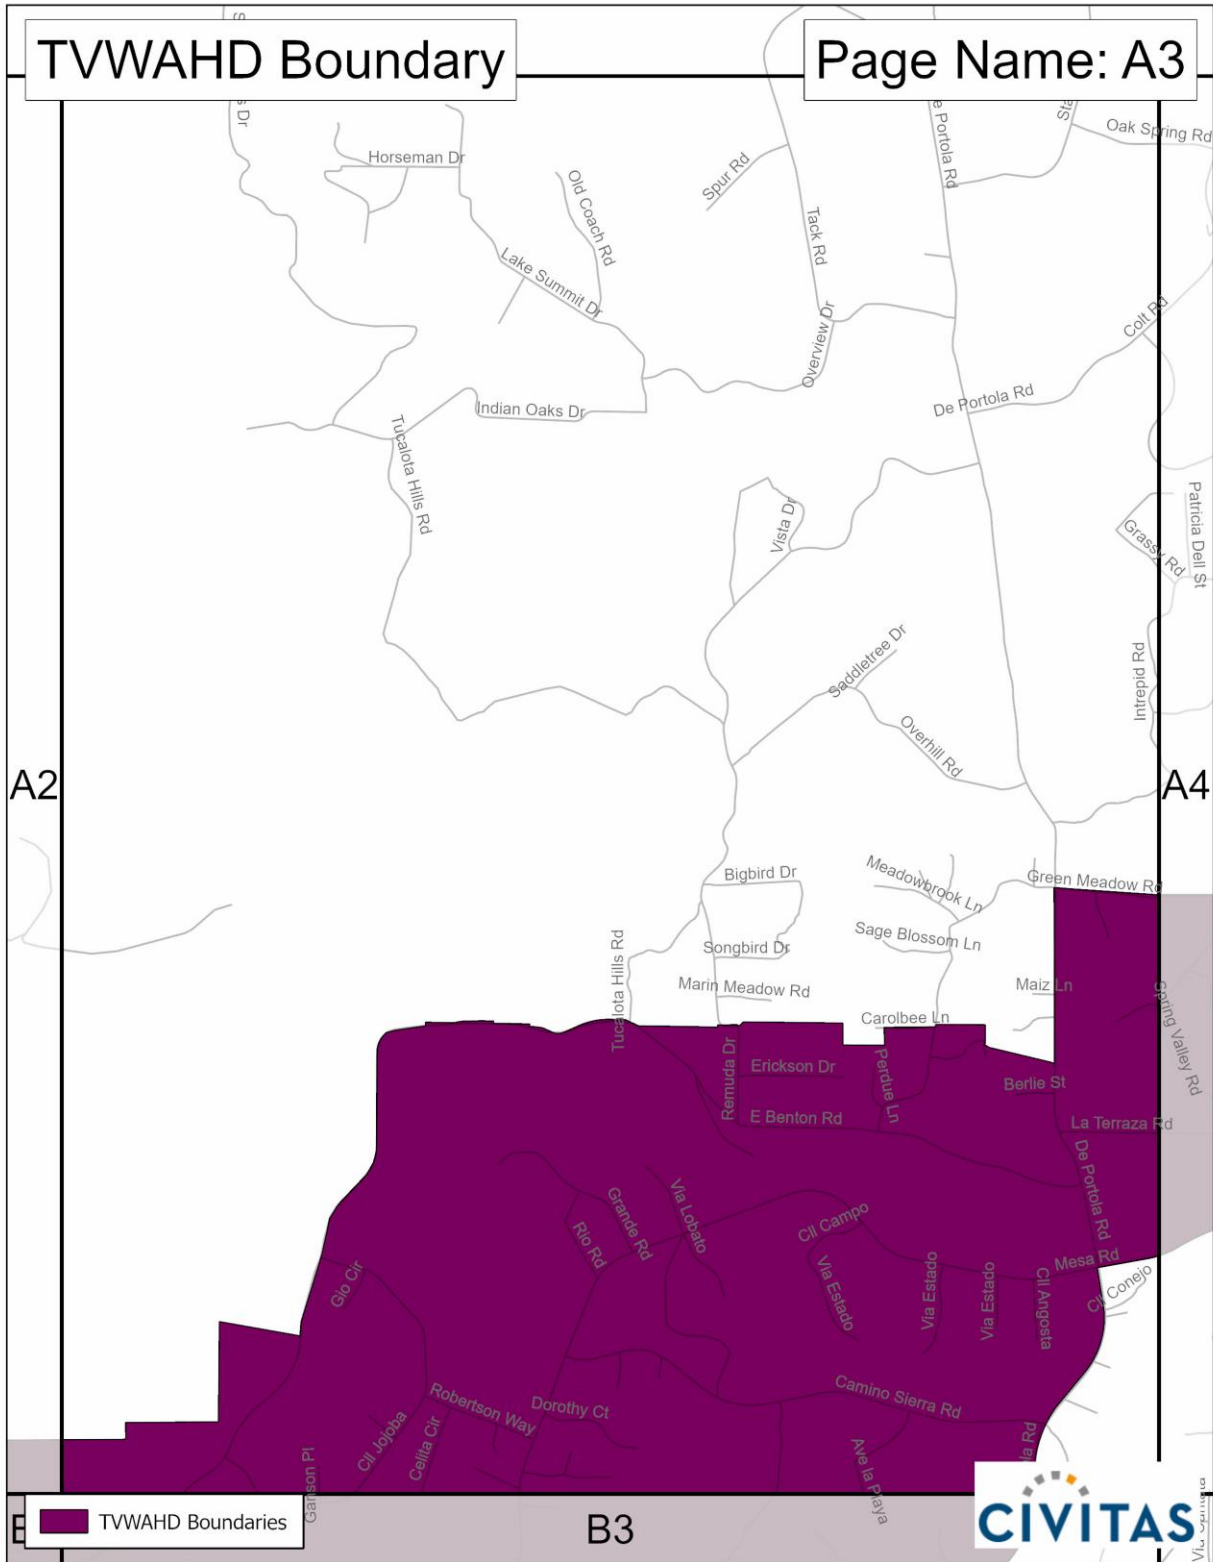 TVWAHD Boundary
Page Name: A3
Oak Spring Rd
Horseman Dr
Spur Rd
Old Coach Rd
Tack Rd
e Portola Rd
Lake Summit Dr
Colt Rd
Overview Dr
De Portola Rd
Indian Oaks Dr
Tucalota Hills Rd
Vista Dr
Patricia Dell St
Grassy Rd
Saddletree Dr
Intrepid Rd
Overhill Rd
A2
A4
Bigbird Dr
Meadowbrook Ln
Green Meadow Rd
Songbird Dr
Sage Blossom Ln
Tucalota Hills Rd
Marin Meadow Rd
Maiz Ln
Carolbee Ln
Spring Valley Rd
Remuda Dr
Erickson Dr
Perdue Ln
Berlie St
E Benton Rd
La Terraza Rd
De Portola Rd
Via Lobato
Grande Rd
Rio Rd
Cll Campo
Mesa Rd
Gio Cir
Via Estado
Via Estado
Via Estado
Cll Angosta
Cll Conejo
Robertson Way
Dorothy Ct
Camino Sierra Rd
Cll Jojoba
Celita Cir
Garison Pl
Ave la Playa
la Rd
TVWAHD Boundaries
B3
CIVITAS